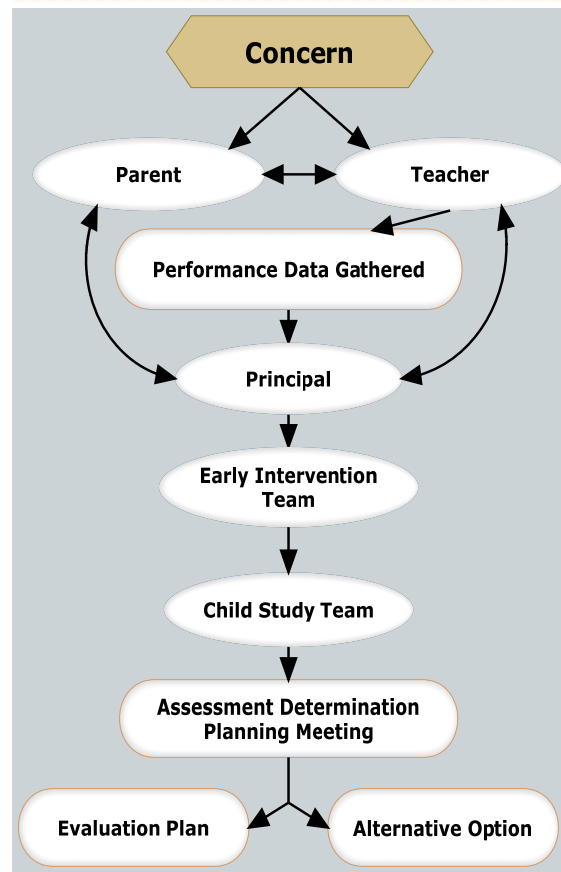 Concern
Parent
Teacher
Performance Data Gathered
Principal
Early Intervention
Team
Child Study Team
Assessment Determination
Planning Meeting
Evaluation Plan
Alternative Option